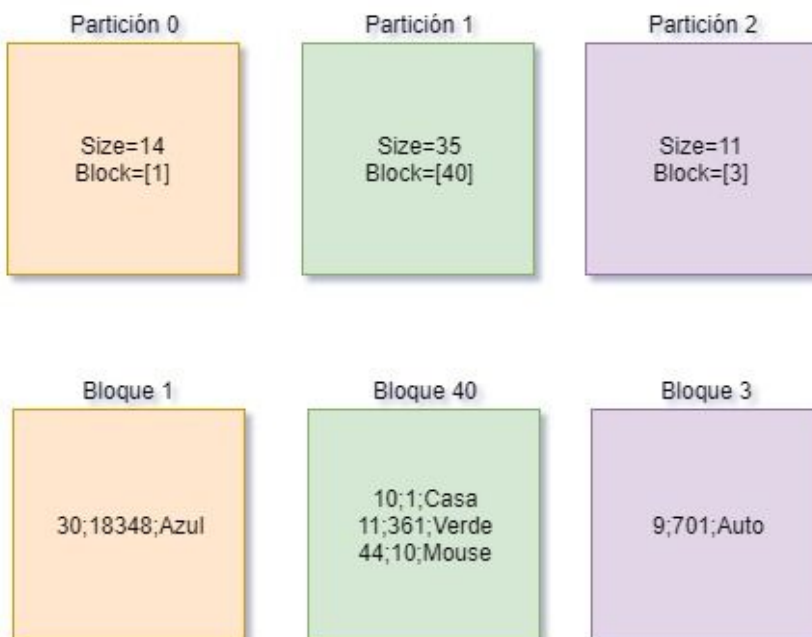 Partición 0
Partición 1
Partición 2
Size=14
Block=[1]
Size=35
Block=[40]
Size=11
Block=[3]
Bloque 1
Bloque 40
Bloque 3
30;18348;Azul
10;1;Casa
11;361;Verde
44;10;Mouse
9;701;Auto